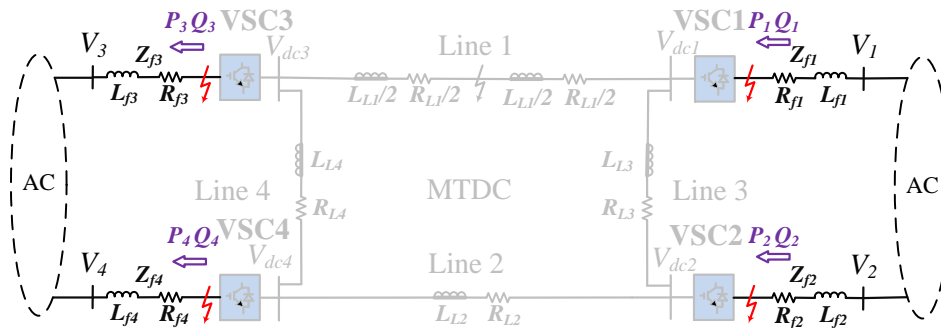 P3 Q3
VSC3
VSC1
P1 Q1
V3
Zf3
Vdc3
Line 1
Vdc1
Zf1
V1
Lf3
Rf3
LL1/2
RL1/2
LL1/2
RL1/2
Rf1
Lf1
AC
LL4
LL3
AC
Line 4
MTDC
Line 3
RL4
RL3
P4 Q4
VSC4
VSC2
P2 Q2
V4
Zf4
Vdc4
Line 2
Vdc2
Zf2
V2
Lf4
Rf4
LL2
RL2
Rf2
Lf2